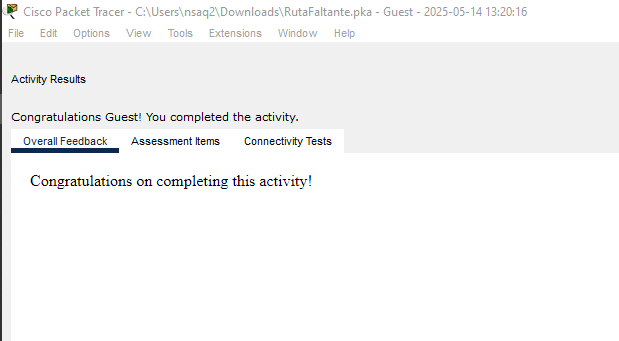 Cisco Packet Tracer - C:\Users\nsaq2\Downloads\RutaFaltante.pka - Guest - 2025-05-14 13:20:16
File Edit Options View Tools Extensions Window Help
Activity Results
Congratulations Guest! You completed the activity.
Overall Feedback Assessment Items Connectivity Tests
Congratulations on completing this activity!